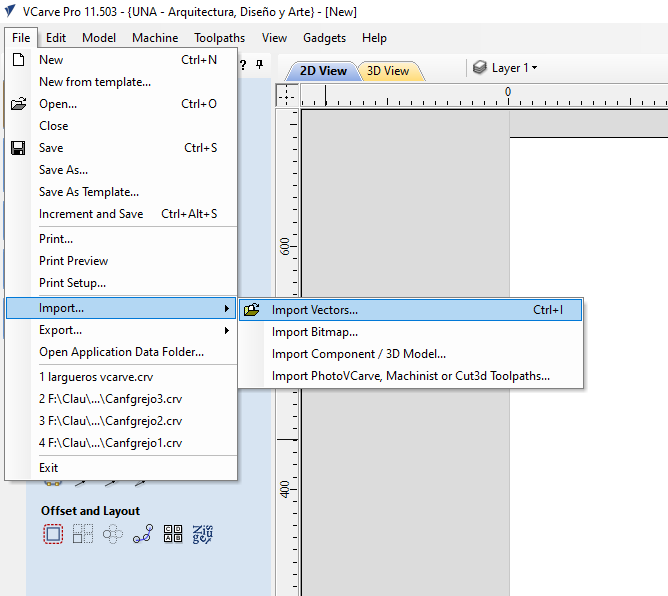 VCarve Pro 11.503 - {UNA - Arquitectura, Diseño y Arte} - [New]
File Edit Model Machine Toolpaths View Gadgets Help
New Ctrl+N
New from template...
Open... Ctrl+O
Close
Save Ctrl+S
Save As...
Save As Template...
Increment and Save Ctrl+Alt+S
Print...
Print Preview
Print Setup...
Import...
Export...
Open Application Data Folder...
1 largueros vcarve.crv
2 F:\Clau\...\Canfgrejo3.crv
3 F:\Clau\...\Canfgrejo2.crv
4 F:\Clau\...\Canfgrejo1.crv
Exit
Import Vectors... Ctrl+I
Import Bitmap...
Import Component / 3D Model...
Import PhotoVCarve, Machinist or Cut3d Toolpaths...
?
2D View 3D View Layer 1
0
600
400
Offset and Layout